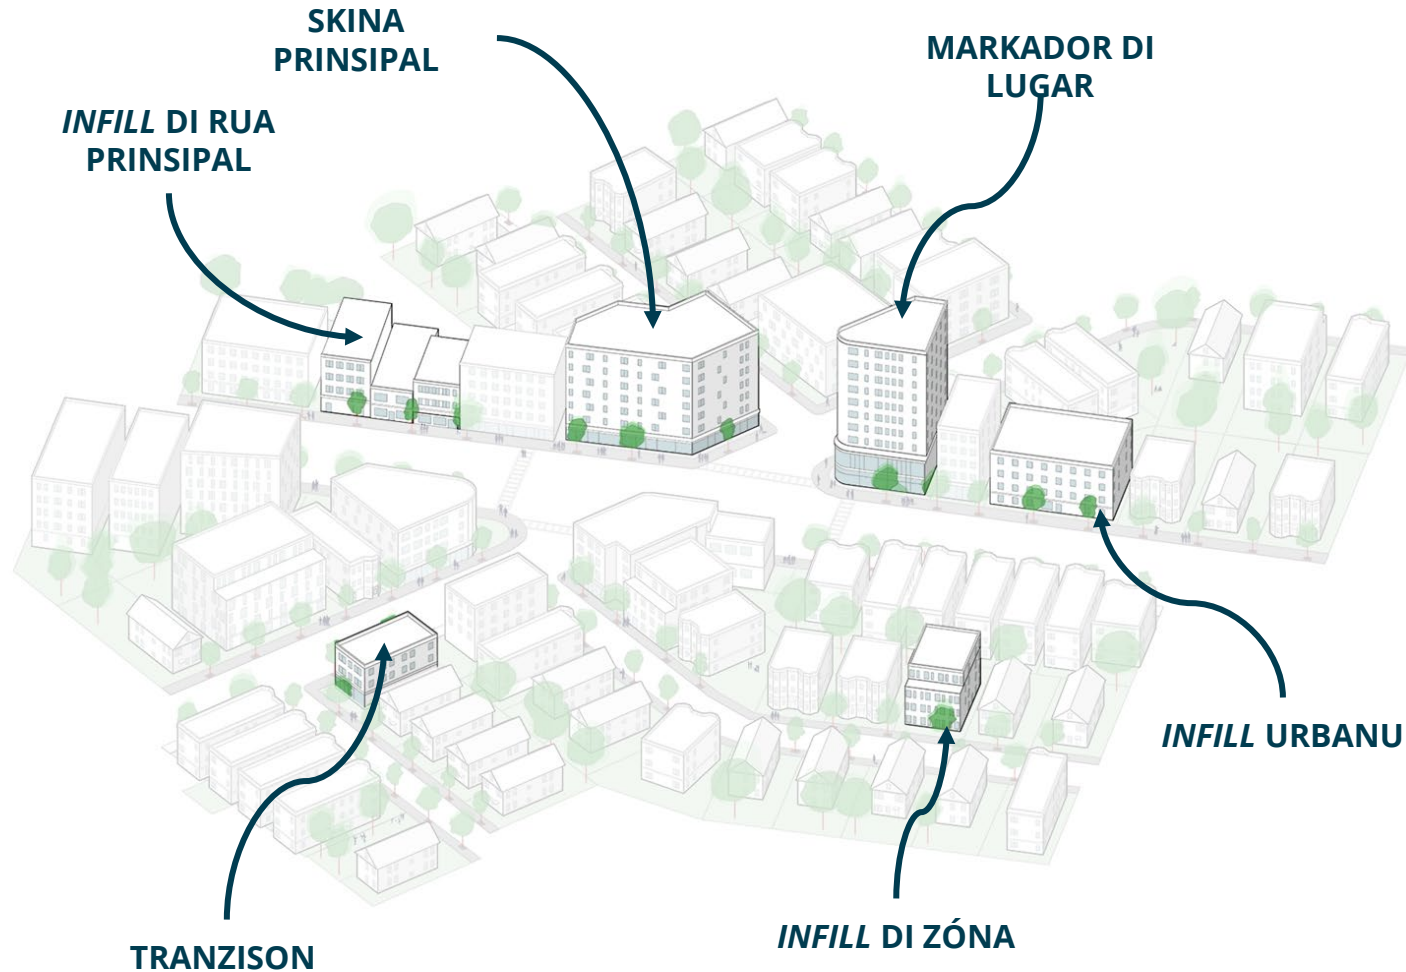 SKINA
PRINSIPAL
MARKADOR DI
LUGAR
INFILL DI RUA
PRINSIPAL
INFILL URBANU
INFILL DI ZÓNA
TRANZISON